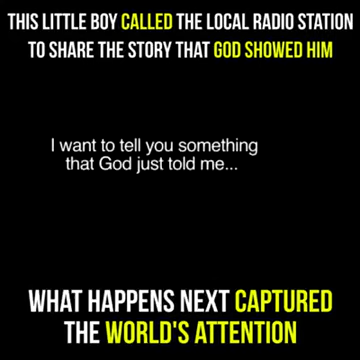 THIS LITTLE BOY CALLED THE LOCAL RADIO STATION
TO SHARE THE STORY THAT GOD SHOWED HIM
I want to tell you something
that God just told me...
WHAT HAPPENS NEXT CAPTURED
THE WORLD'S ATTENTION